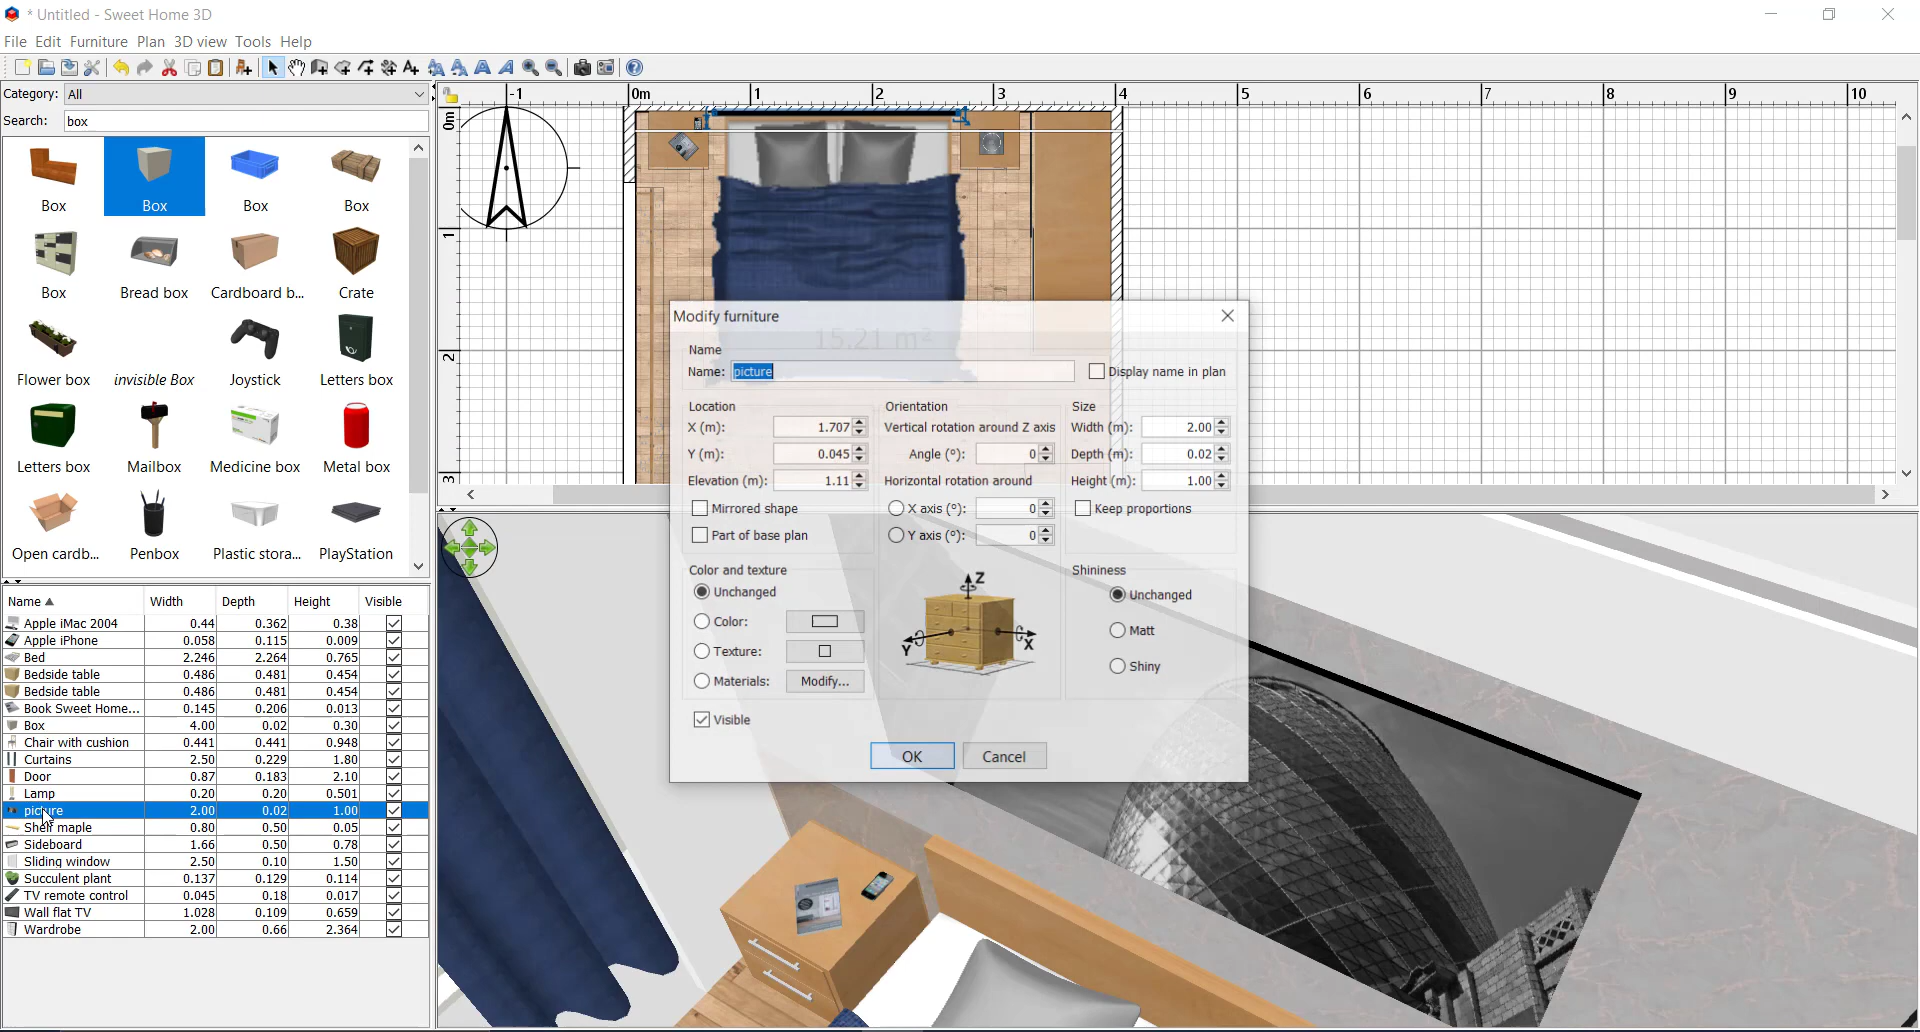 * Untitled - Sweet Home 3D
File Edit Furniture Plan 3D view Tools Help
Category: All
Search: box
Box Box Box Box
Box Bread box Cardboard b... Crate
Flower box invisible Box Joystick Letters box
Letters box Mailbox Medicine box Metal box
Open cardb... Penbox Plastic stora... PlayStation
Name Width Depth Height Visible
Apple iMac 2004 0.44 0.362 0.38
Apple iPhone 0.058 0.115 0.009
Bed 2.246 2.264 0.765
Bedside table 0.486 0.481 0.454
Bedside table 0.486 0.481 0.454
Book Sweet Home... 0.145 0.206 0.013
Box 4.00 0.02 0.30
Chair with cushion 0.441 0.441 0.948
Curtains 2.50 0.229 1.80
Door 0.87 0.183 2.10
Lamp 0.20 0.20 0.501
picture 2.00 0.02 1.00
Shelf maple 0.80 0.50 0.05
Sideboard 1.66 0.50 0.78
Sliding window 2.50 0.10 1.50
Succulent plant 0.137 0.129 0.114
TV remote control 0.045 0.18 0.017
Wall flat TV 1.028 0.109 0.659
Wardrobe 2.00 0.66 2.364
-1 0m 1 2 3 4 5 6 7 8 9 10
0m
1
2
3
15.21 m²
Modify furniture
Name
Name: picture Display name in plan
Location Orientation Size
X (m): 1.707 Vertical rotation around Z axis Width (m): 2.00
Y (m): 0.045 Angle (°): 0 Depth (m): 0.02
Elevation (m): 1.11 Horizontal rotation around Height (m): 1.00
Mirrored shape X axis (°): 0 Keep proportions
Part of base plan Y axis (°): 0
Color and texture Shininess
Unchanged Z Unchanged
Color: Matt
Texture: Y X Shiny
Materials: Modify...
Visible
OK Cancel